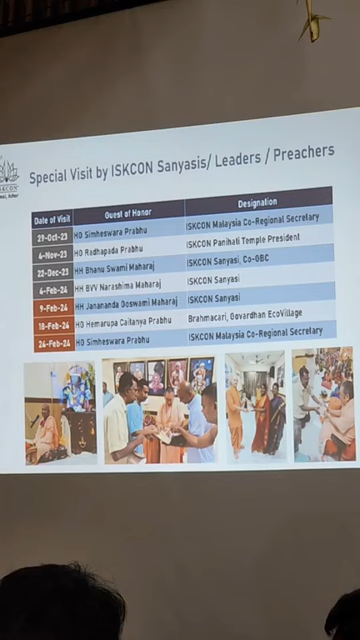 ISKCON
Special Visit by ISKCON Sanyasis/ Leaders / Preachers
Date of Visit Guest of Honor Designation
29-Oct-23 HG Simheswara Prabhu ISKCON Malaysia Co-Regional Secretary
4-Nov-23 HG Radhapada Prabhu ISKCON Panihati Temple President
22-Dec-23 HH Bhanu Swami Maharaj ISKCON Sanyasi, Co-GBC
4-Feb-24 HH BVV Narashima Maharaj ISKCON Sanyasi
9-Feb-24 HH Janananda Goswami Maharaj ISKCON Sanyasi
18-Feb-24 HG Hemarupa Caitanya Prabhu Brahmacari, Govardhan EcoVillage
24-Feb-24 HG Simheswara Prabhu ISKCON Malaysia Co-Regional Secretary